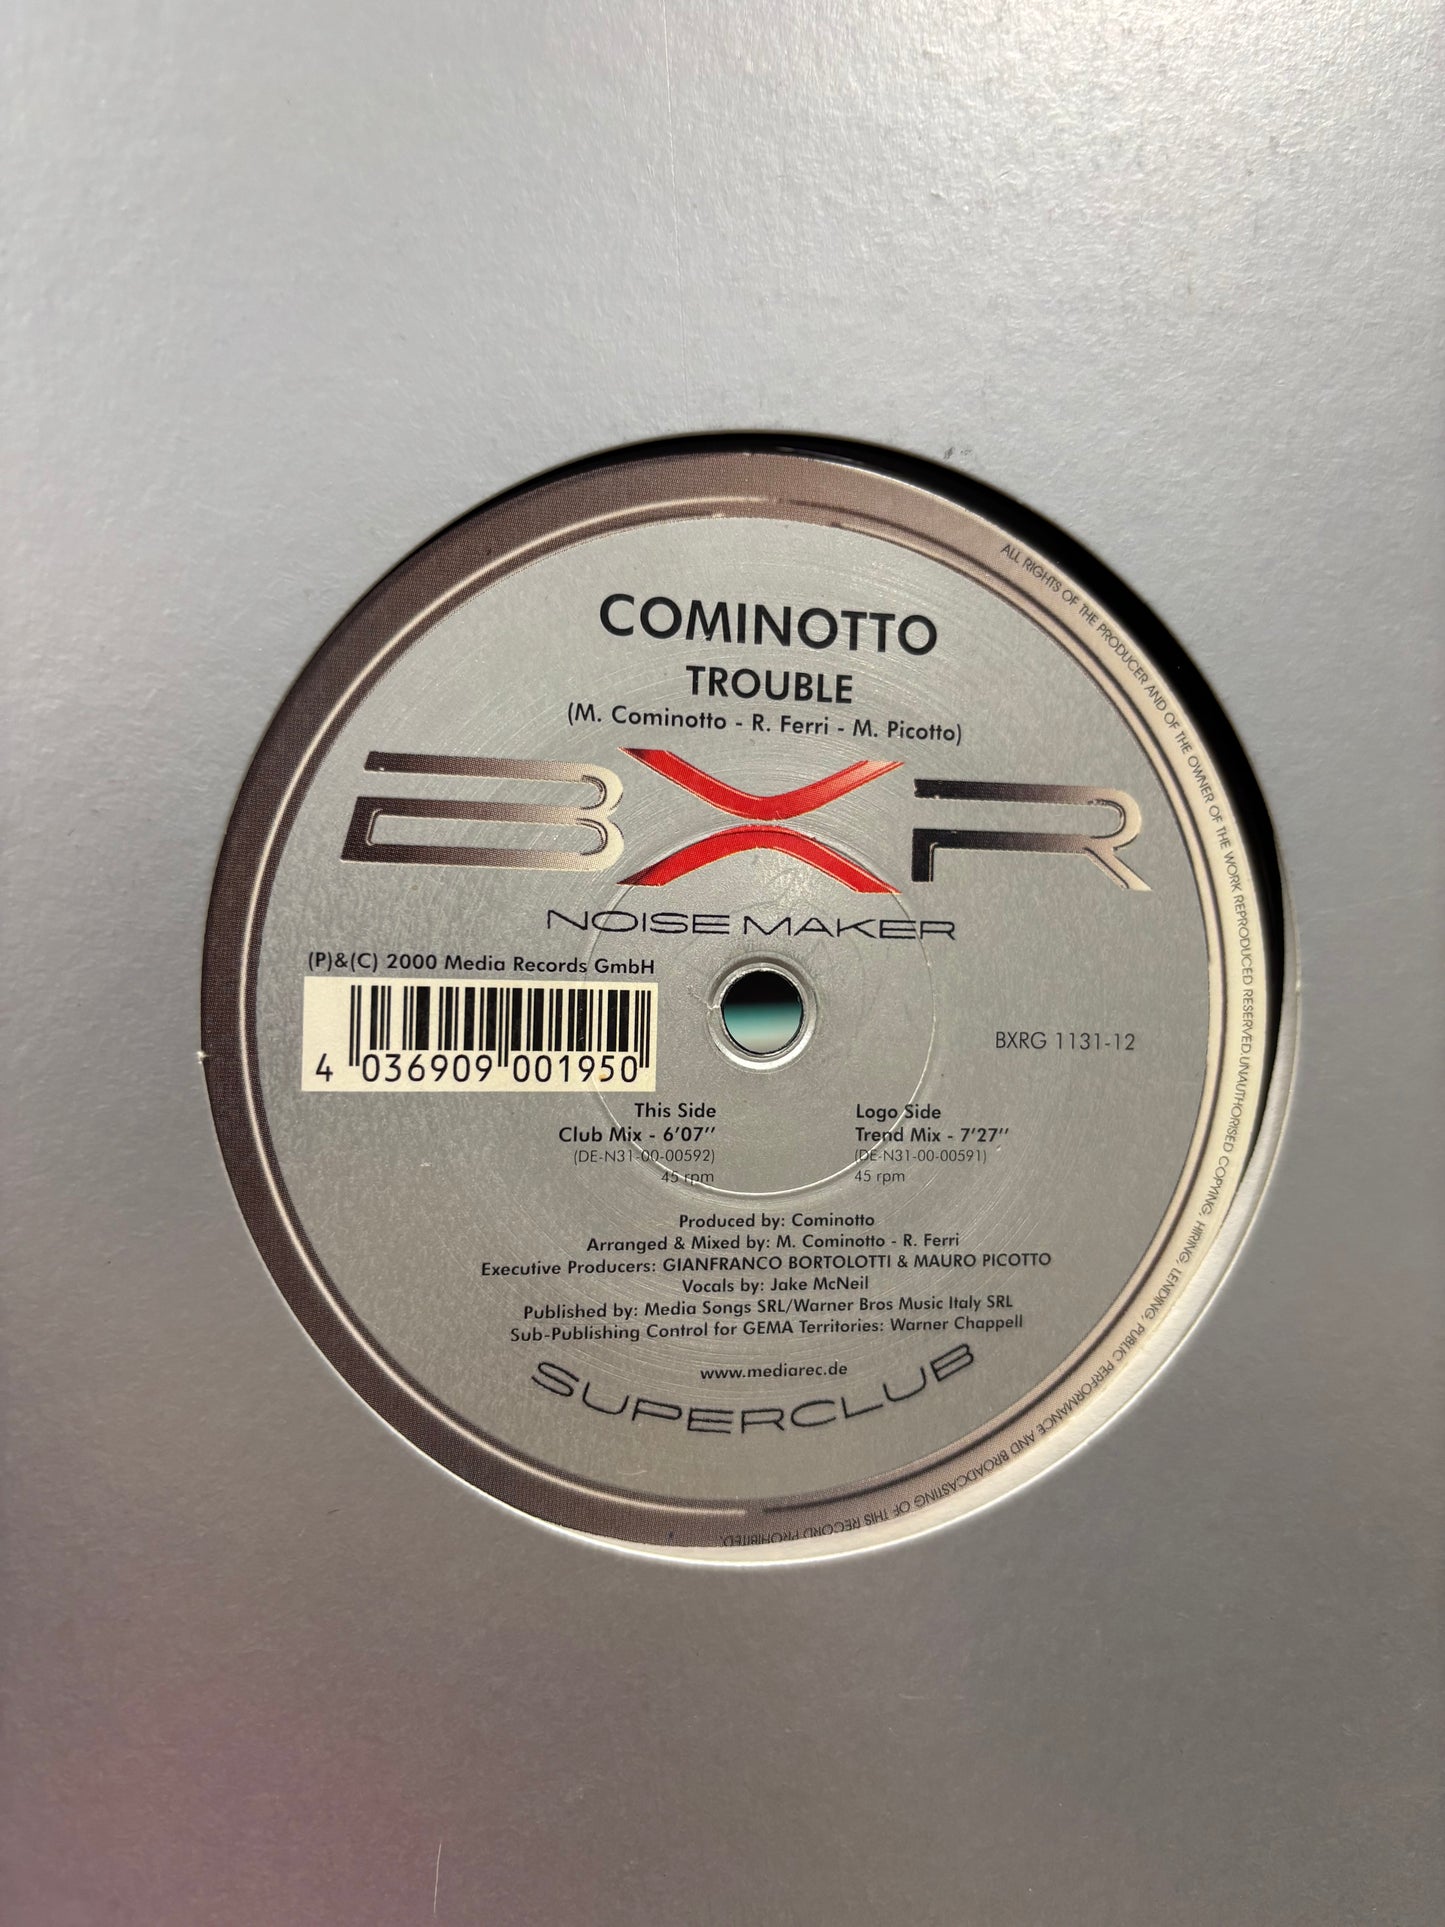 COMINOTTO
TROUBLE
(M. Cominotto - R. Ferri - M. Picotto)
BXR
NOISE MAKER
(P)&(C) 2000 Media Records GmbH
4 036909 001950
BXRG 1131-12
This Side
Club Mix - 6'07''
(DE-N31-00-00592)
45 rpm
Logo Side
Trend Mix - 7'27''
(DE-N31-00-00591)
45 rpm
Produced by: Cominotto
Arranged & Mixed by: M. Cominotto - R. Ferri
Executive Producers: GIANFRANCO BORTOLOTTI & MAURO PICOTTO
Vocals by: Jake McNeil
Published by: Media Songs SRL/Warner Bros Music Italy SRL
Sub-Publishing Control for GEMA Territories: Warner Chappell
www.mediarec.de
SUPERCLUB
ALL RIGHTS OF THE PRODUCER AND OF THE OWNER OF THE WORK REPRODUCED RESERVED.UNAUTHORISED COPYING, HIRING, LENDING, PUBLIC PERFORMANCE AND BROADCASTING OF THIS RECORD PROHIBITED.